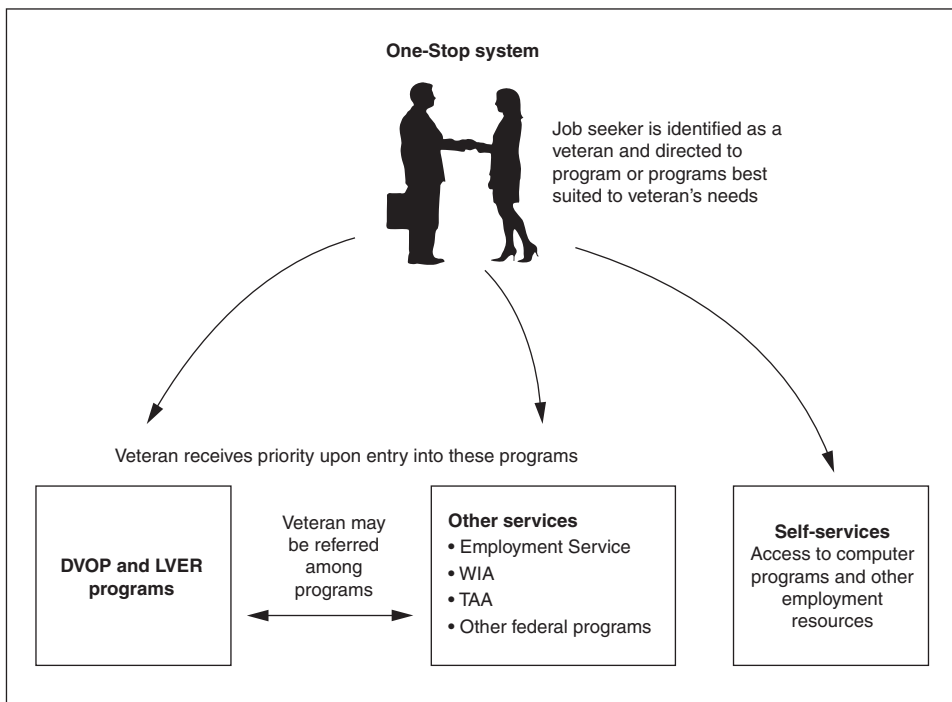 One-Stop system
Job seeker is identified as a
veteran and directed to
program or programs best
suited to veteran's needs
Veteran receives priority upon entry into these programs
DVOP and LVER
programs
Veteran may
be referred
among
programs
Other services
• Employment Service
• WIA
• TAA
• Other federal programs
Self-services
Access to computer
programs and other
employment
resources